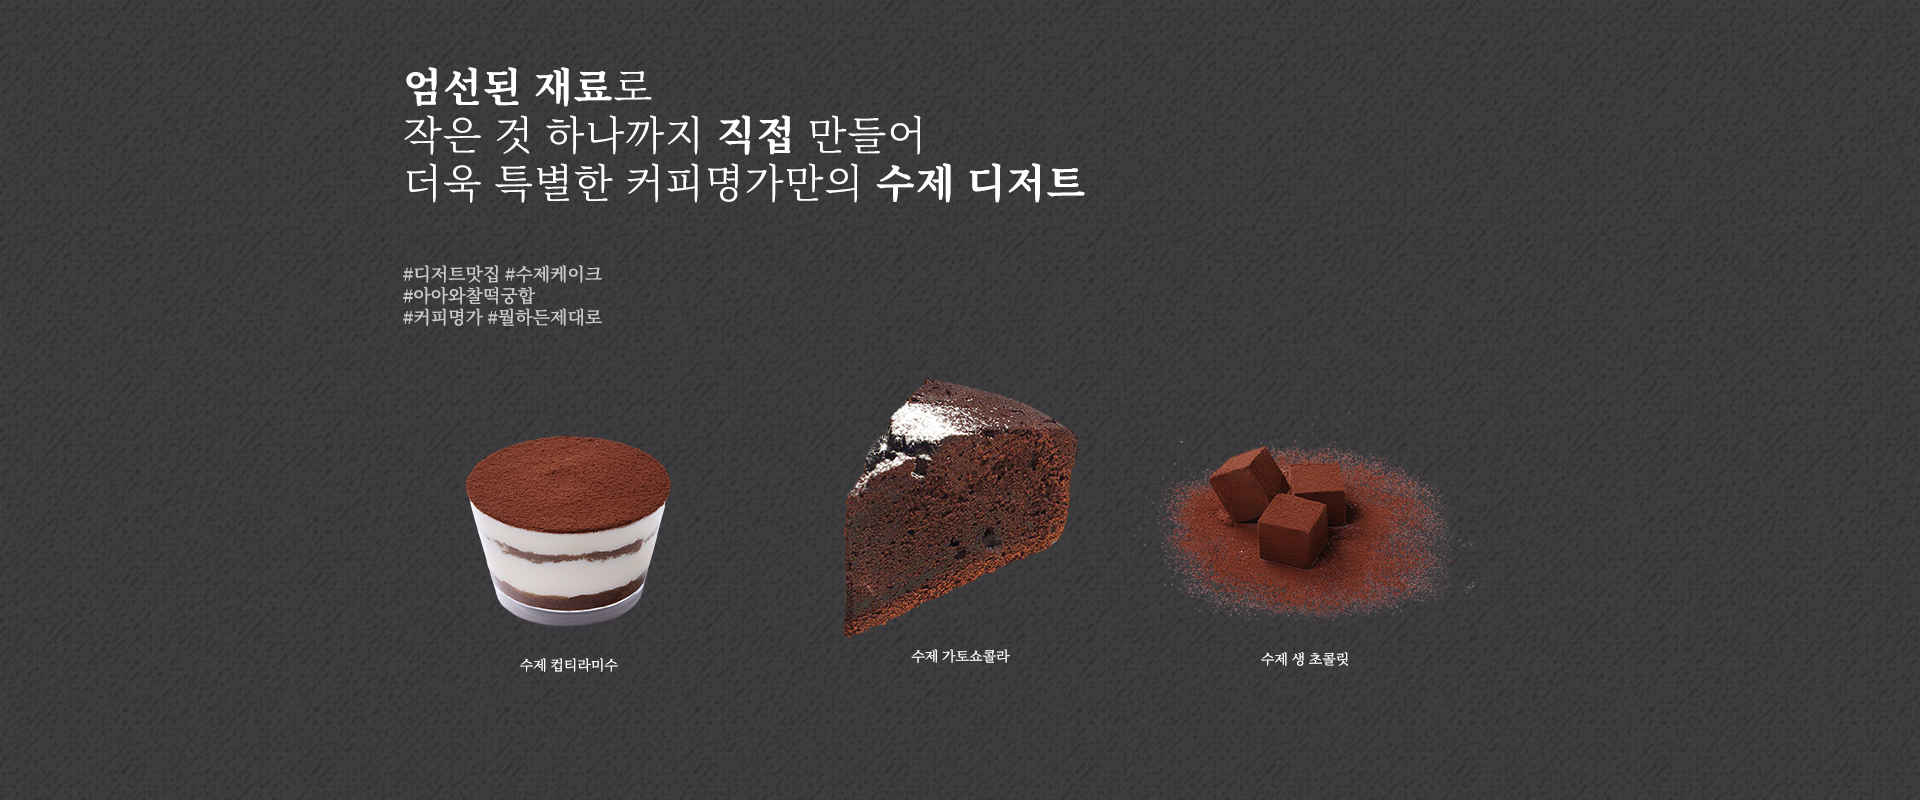 엄선된 재료로
작은 것 하나까지 직접 만들어
더욱 특별한 커피명가만의 수제 디저트
#디저트맛집 #수제케이크
#아아와찰떡궁합
#커피명가 #뭘하든제대로
수제 컵티라미수
수제 가토쇼콜라
수제 생 초콜릿